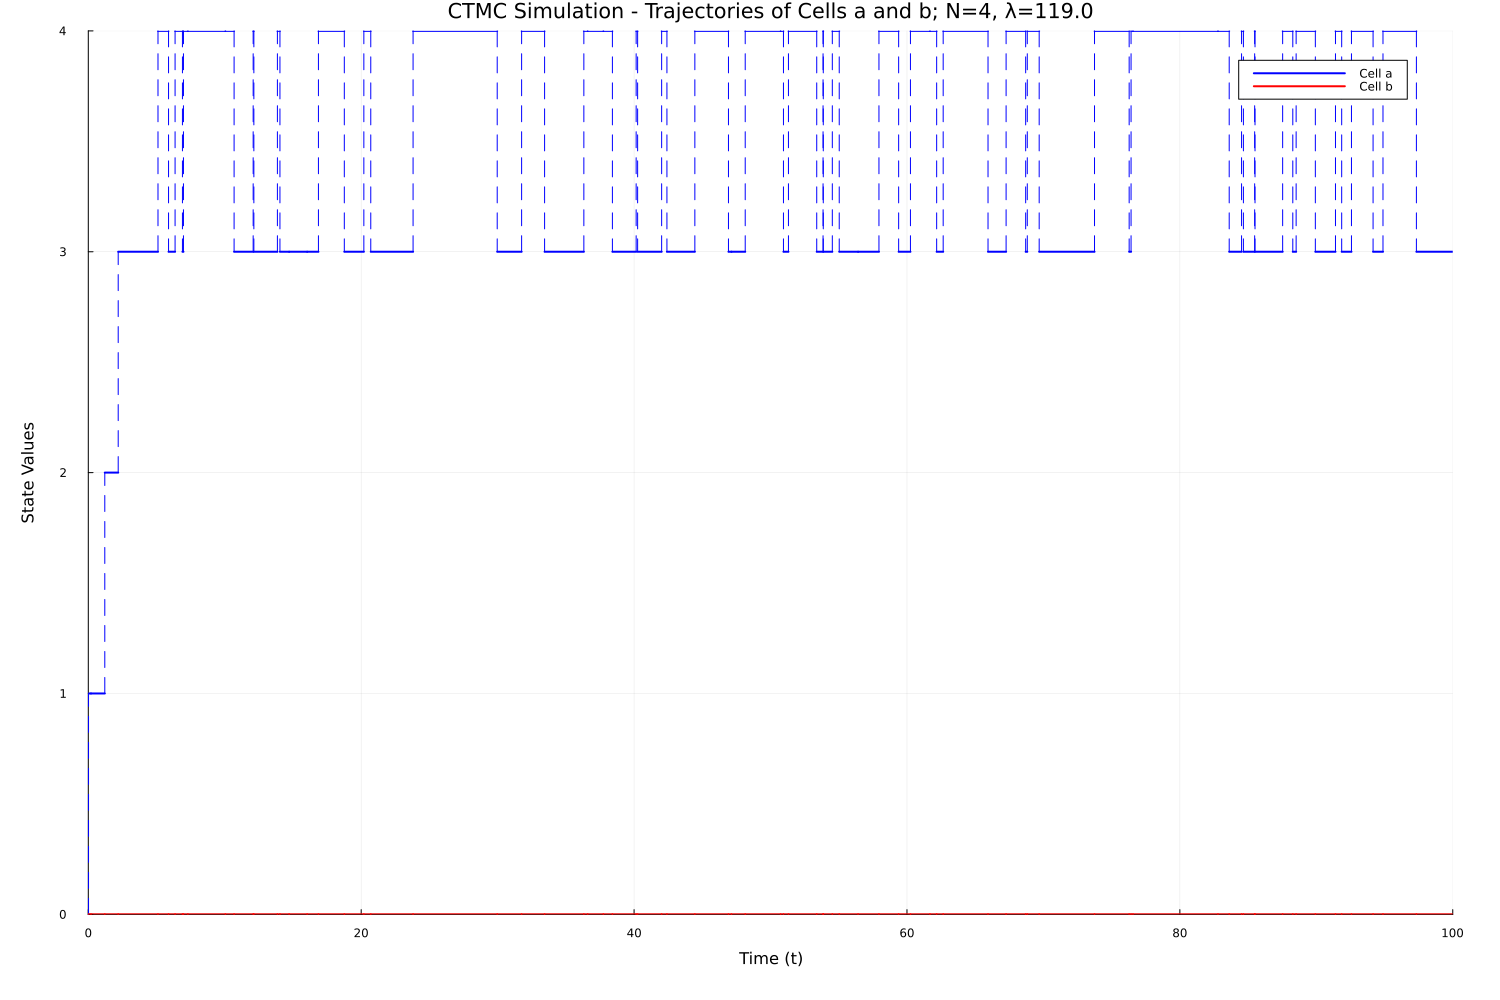 CTMC Simulation - Trajectories of Cells a and b; N=4, λ=119.0
4
Cell a
Cell b
3
State Values
2
1
0
0 20 40 60 80 100
Time (t)